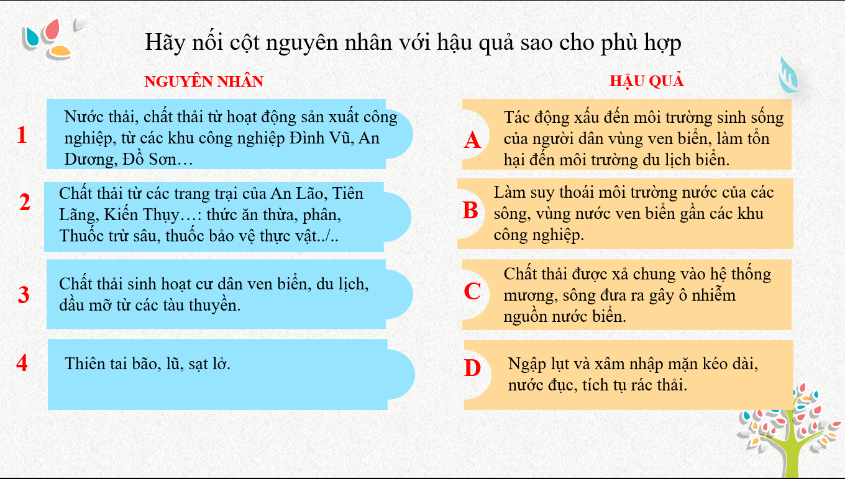 Hãy nối cột nguyên nhân với hậu quả sao cho phù hợp
NGUYÊN NHÂN
HẬU QUẢ
1
Nước thải, chất thải từ hoạt động sản xuất công
nghiệp, từ các khu công nghiệp Đình Vũ, An
Dương, Đồ Sơn…
A
Tác động xấu đến môi trường sinh sống
của người dân vùng ven biển, làm tổn
hại đến môi trường du lịch biển.
2
Chất thải từ các trang trại của An Lão, Tiên
Lãng, Kiến Thụy…: thức ăn thừa, phân,
Thuốc trừ sâu, thuốc bảo vệ thực vật../..
B
Làm suy thoái môi trường nước của các
sông, vùng nước ven biển gần các khu
công nghiệp.
3
Chất thải sinh hoạt cư dân ven biển, du lịch,
dầu mỡ từ các tàu thuyền.
C
Chất thải được xả chung vào hệ thống
mương, sông đưa ra gây ô nhiễm
nguồn nước biển.
4
Thiên tai bão, lũ, sạt lở.
D
Ngập lụt và xâm nhập mặn kéo dài,
nước đục, tích tụ rác thải.